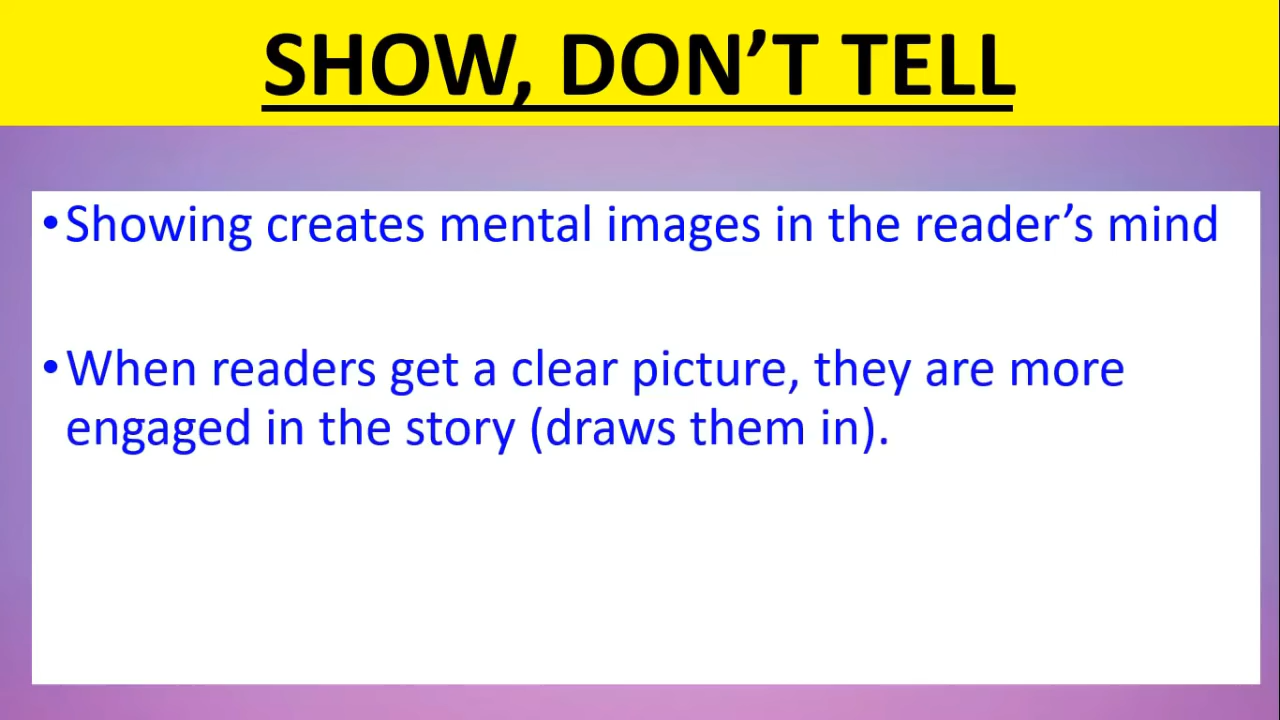 SHOW, DON’T TELL
•Showing creates mental images in the reader’s mind
•When readers get a clear picture, they are more
engaged in the story (draws them in).